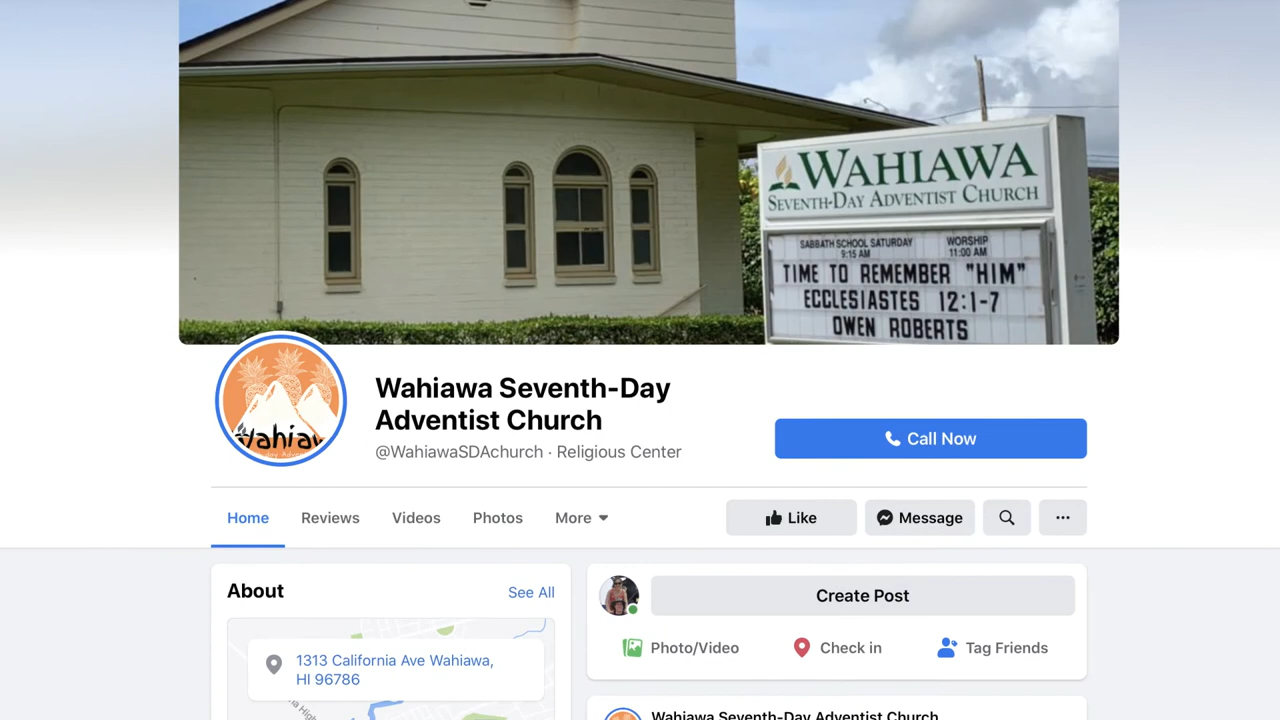 WAHIAWA
SEVENTH-DAY ADVENTIST CHURCH
SABBATH SCHOOL SATURDAY WORSHIP
9:15 AM 11:00 AM
TIME TO REMEMBER "HIM"
ECCLESIASTES 12:1-7
OWEN ROBERTS
Wahiawa Seventh-Day
Adventist Church
@WahiawaSDAchurch · Religious Center
Call Now
Home Reviews Videos Photos More
Like Message
About See All
1313 California Ave Wahiawa,
HI 96786
Create Post
Photo/Video Check in Tag Friends
Wahiawa Seventh-Day Adventist Church